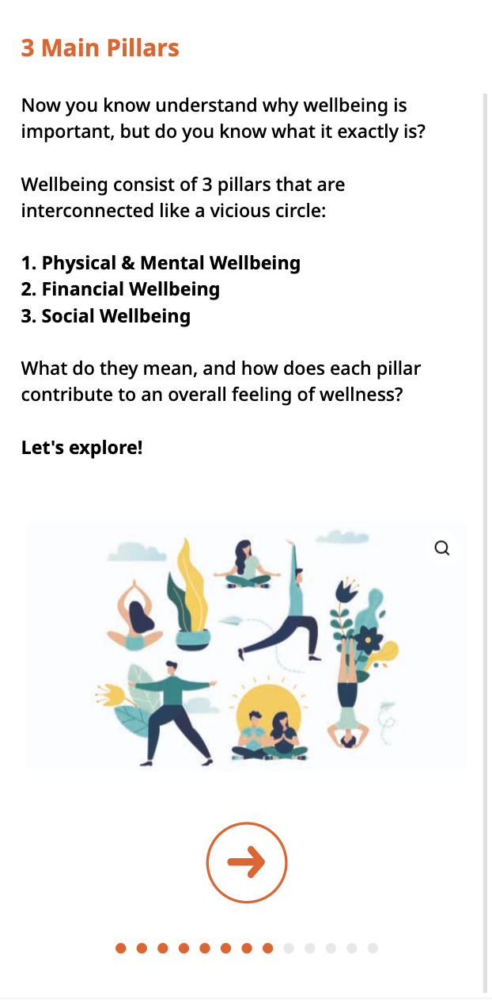 3 Main Pillars
Now you know understand why wellbeing is
important, but do you know what it exactly is?
Wellbeing consist of 3 pillars that are
interconnected like a vicious circle:
1. Physical & Mental Wellbeing
2. Financial Wellbeing
3. Social Wellbeing
What do they mean, and how does each pillar
contribute to an overall feeling of wellness?
Let's explore!